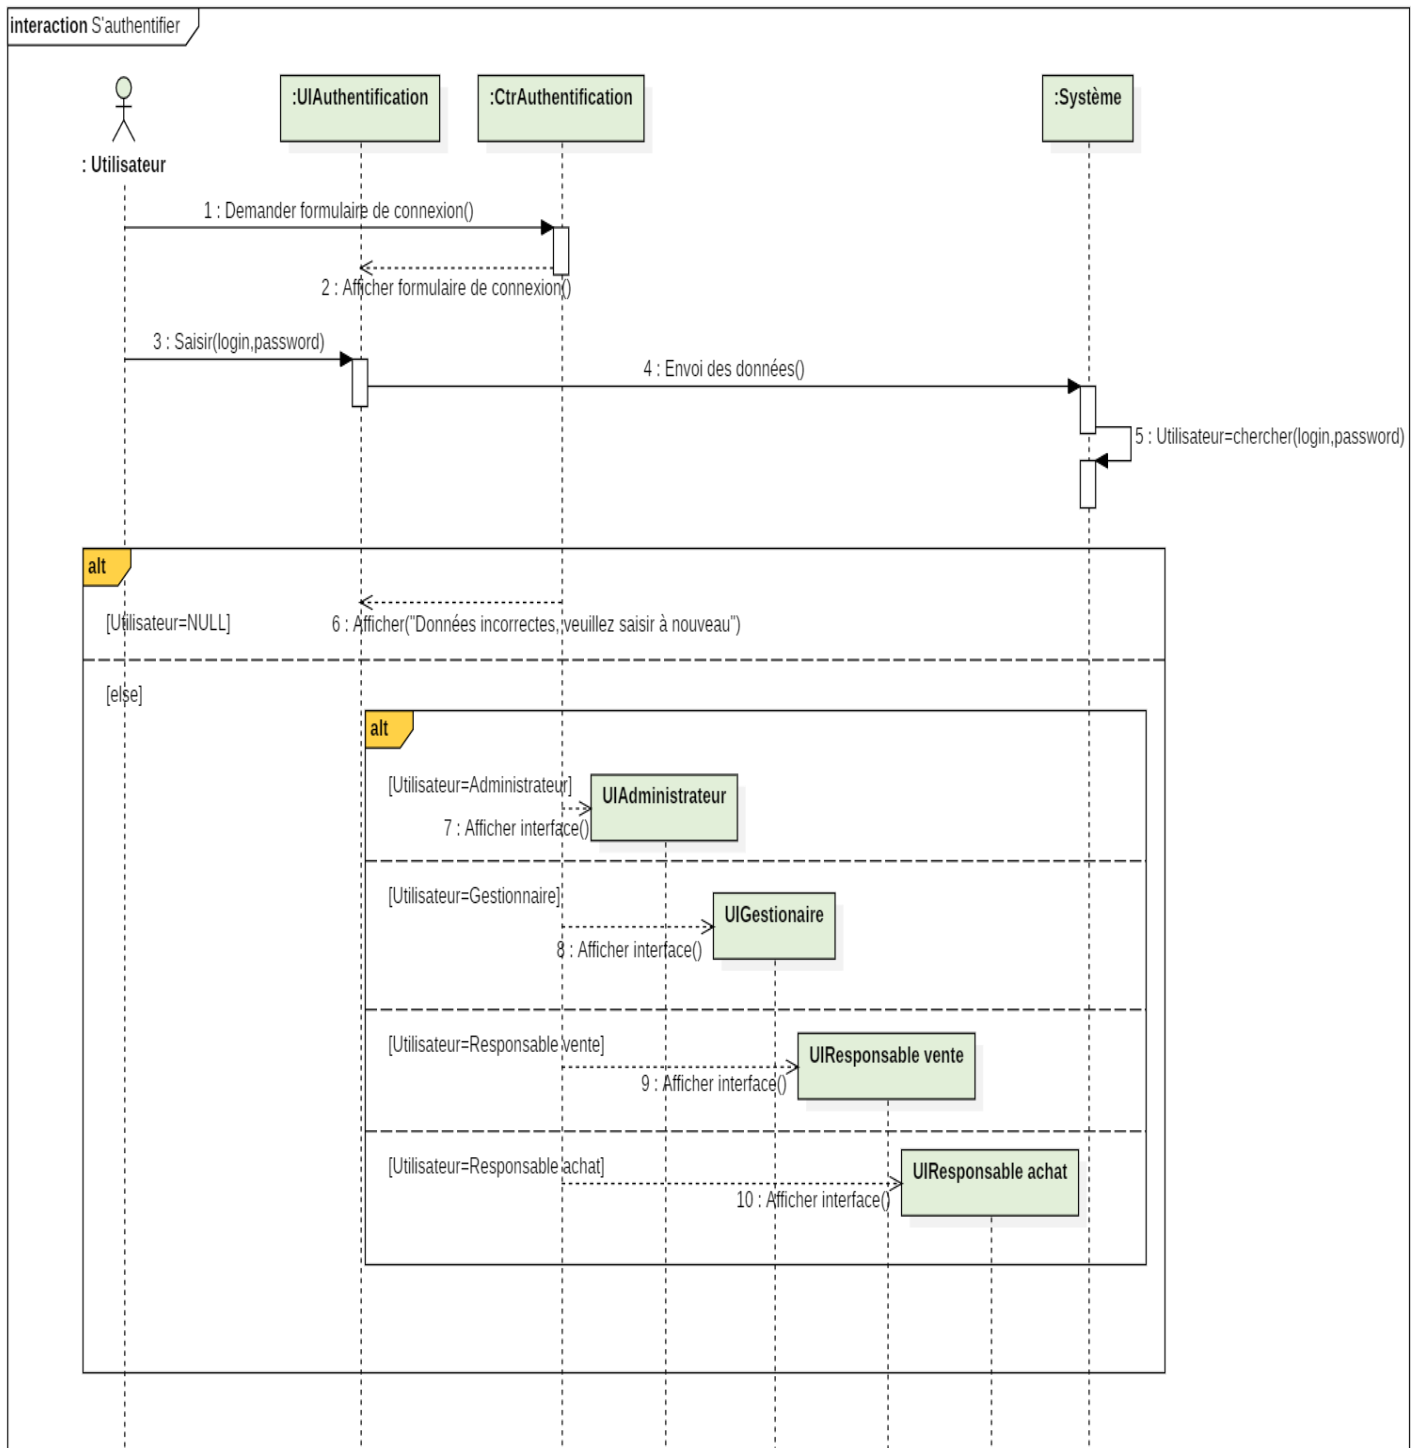 interaction S'authentifier
:UIAuthentification
:CtrAuthentification
:Système
: Utilisateur
1 : Demander formulaire de connexion()
2 : Afficher formulaire de connexion()
3 : Saisir(login,password)
4 : Envoi des données()
5 : Utilisateur=chercher(login,password)
alt
[Utilisateur=NULL]
6 : Afficher("Données incorrectes, veuillez saisir à nouveau")
[else]
alt
[Utilisateur=Administrateur]
UIAdministrateur
7 : Afficher interface()
[Utilisateur=Gestionnaire]
UIGestionaire
8 : Afficher interface()
[Utilisateur=Responsable vente]
UIResponsable vente
9 : Afficher interface()
[Utilisateur=Responsable achat]
UIResponsable achat
10 : Afficher interface()